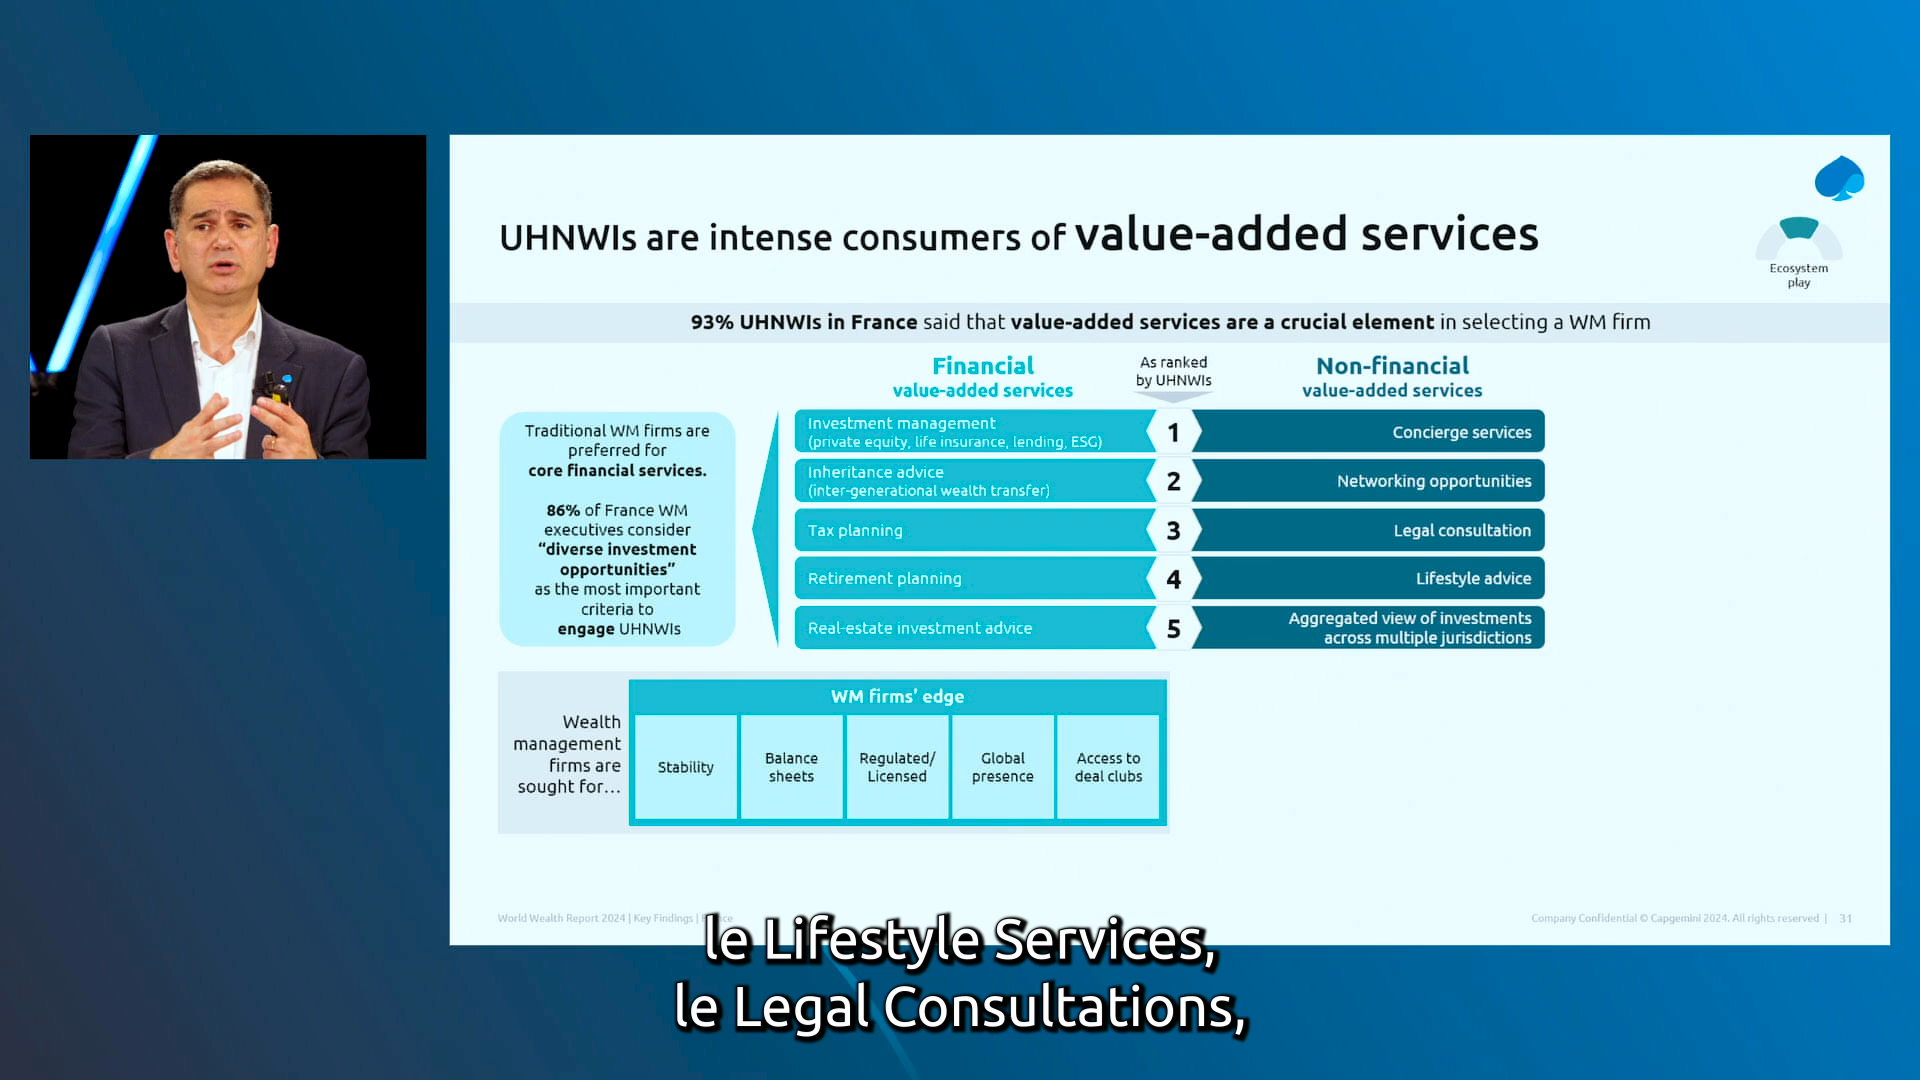 UHNWIs are intense consumers of value-added services
Ecosystem
play
93% UHNWIs in France said that value-added services are a crucial element in selecting a WM firm
Financial
value-added services
As ranked
by UHNWIs
Non-financial
value-added services
Traditional WM firms are
preferred for
core financial services.
86% of France WM
executives consider
“diverse investment
opportunities”
as the most important
criteria to
engage UHNWIs
Investment management
(private equity, life insurance, lending, ESG)
1
Concierge services
Inheritance advice
(inter-generational wealth transfer)
2
Networking opportunities
Tax planning
3
Legal consultation
Retirement planning
4
Lifestyle advice
Real-estate investment advice
5
Aggregated view of investments
across multiple jurisdictions
Wealth
management
firms are
sought for...
WM firms’ edge
Stability
Balance
sheets
Regulated/
Licensed
Global
presence
Access to
deal clubs
World Wealth Report 2024 | Key Findings |
Company Confidential © Capgemini 2024. All rights reserved | 31
le Lifestyle Services,
le Legal Consultations,